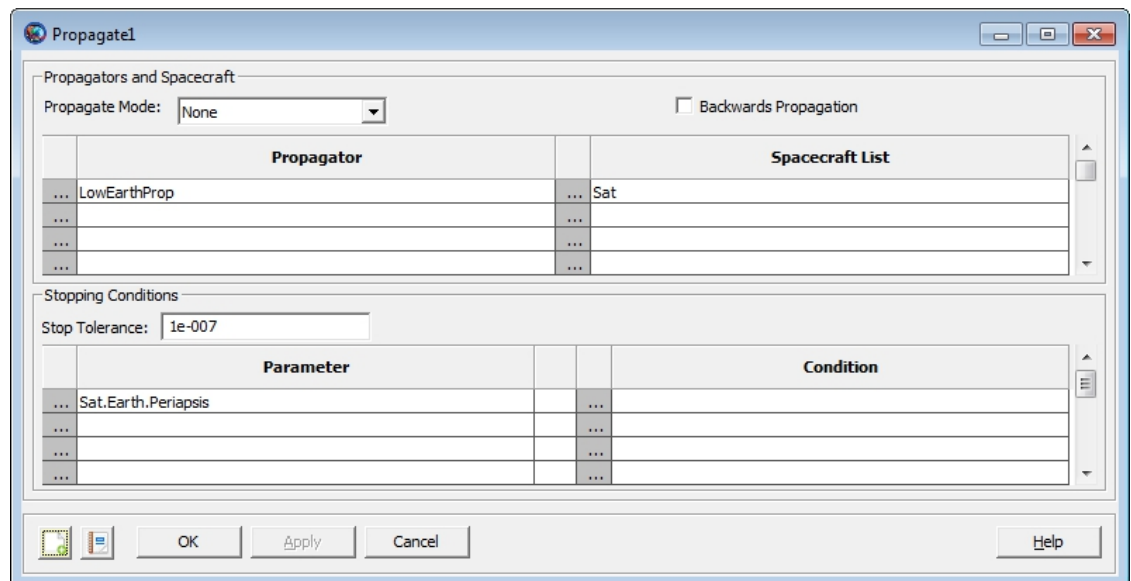 Propagate1
Propagators and Spacecraft
Propagate Mode: None Backwards Propagation
Propagator Spacecraft List
... LowEarthProp ... Sat
... ...
... ...
... ...
Stopping Conditions
Stop Tolerance: 1e-007
Parameter Condition
... Sat.Earth.Periapsis ...
... ...
... ...
... ...
OK Apply Cancel Help